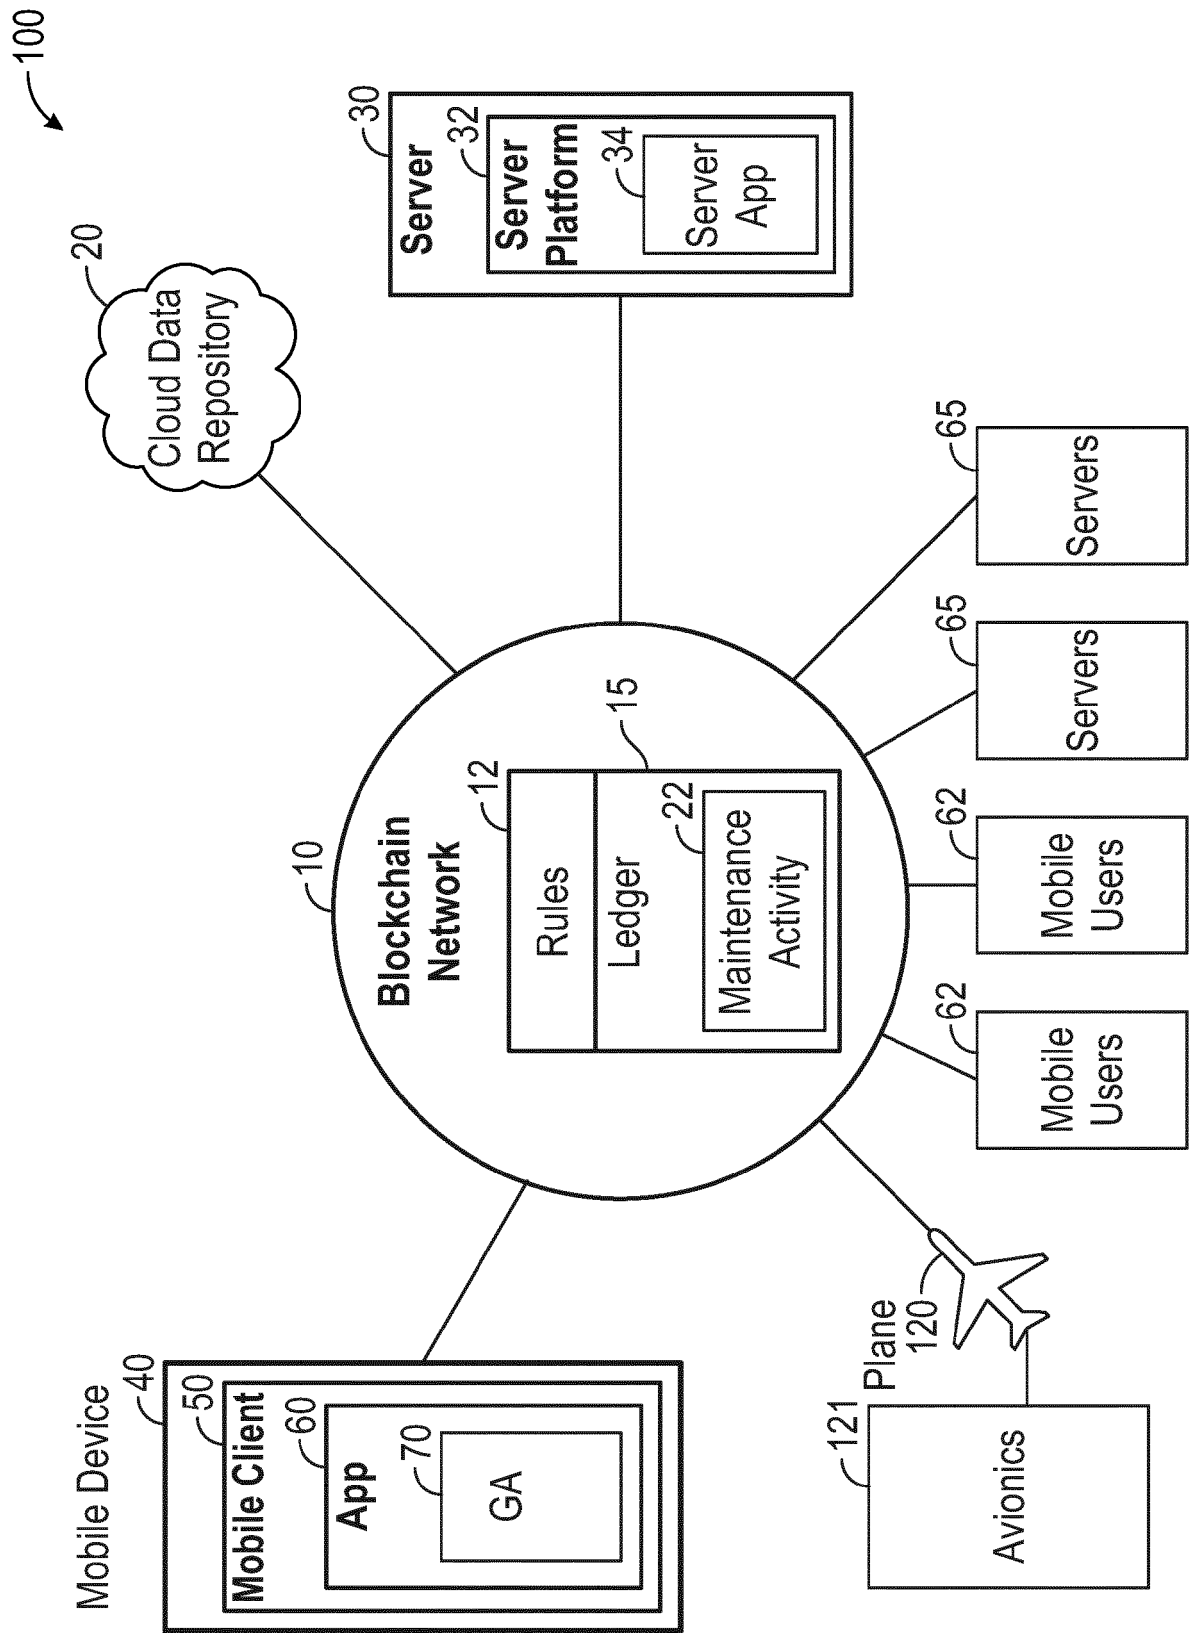 100
Mobile Device
40
Mobile Client
50
App
60
GA
70
Cloud Data
Repository
20
10
Blockchain
Network
Rules
12
Ledger
15
Maintenance
Activity
22
Server
30
Server
Platform
32
Server
App
34
Plane
120
Avionics
121
Mobile
Users
62
Mobile
Users
62
Servers
65
Servers
65